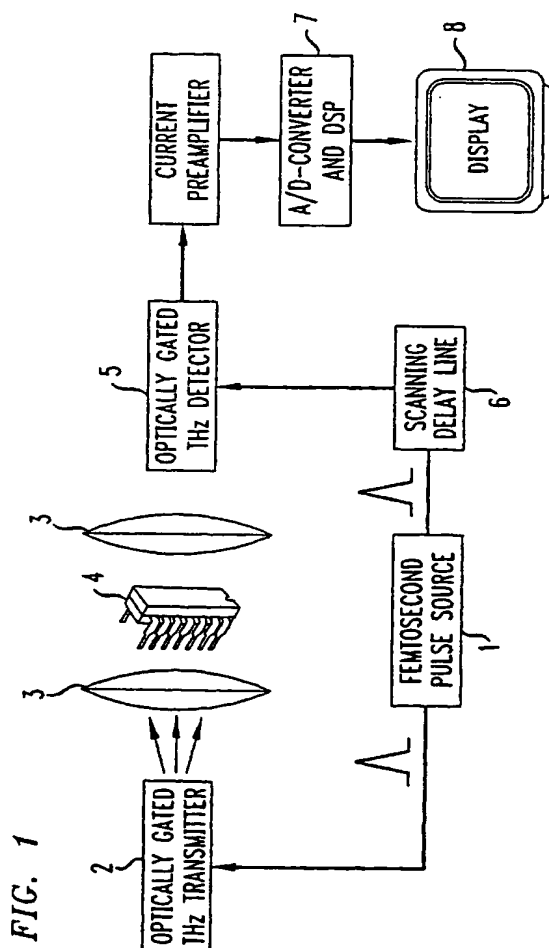 FIG. 1
2
OPTICALLY GATED
THz TRANSMITTER
3
4
3
5
OPTICALLY GATED
THz DETECTOR
CURRENT
PREAMPLIFIER
7
A/D-CONVERTER
AND DSP
8
DISPLAY
FEMTOSECOND
PULSE SOURCE
1
SCANNING
DELAY LINE
6